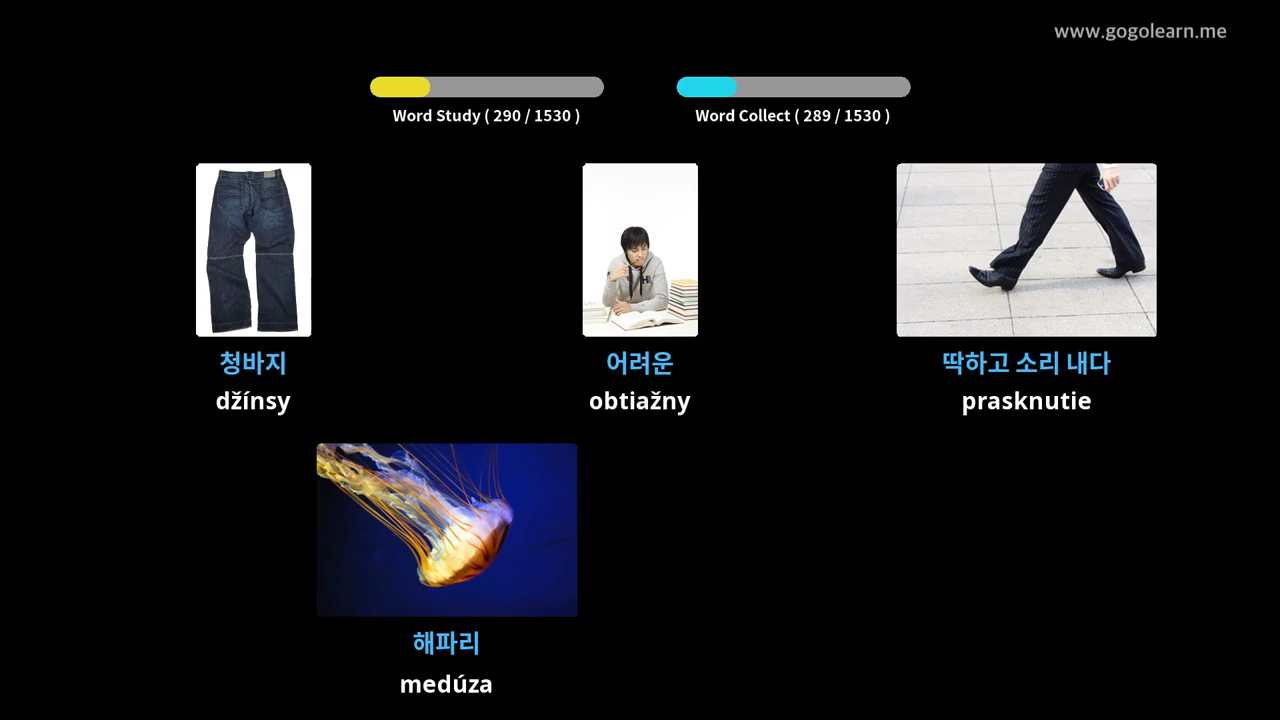 www.gogolearn.me
Word Study ( 290 / 1530 )
Word Collect ( 289 / 1530 )
청바지
džínsy
어려운
obtiažny
딱하고 소리 내다
prasknutie
해파리
medúza